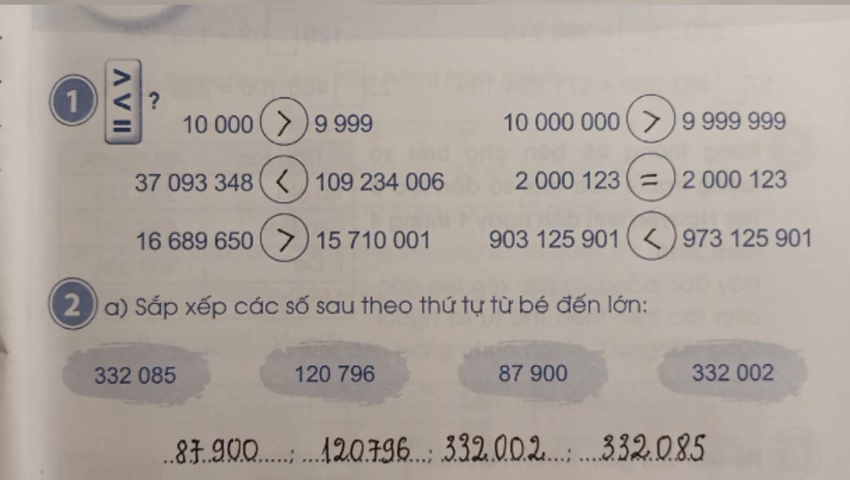 1 > < = ?
10 000 > 9 999 10 000 000 > 9 999 999
37 093 348 < 109 234 006 2 000 123 = 2 000 123
16 689 650 > 15 710 001 903 125 901 < 973 125 901
2 a) Sắp xếp các số sau theo thứ tự từ bé đến lớn:
332 085 120 796 87 900 332 002
87 900 ; 120 796 ; 332 002 ; 332 085